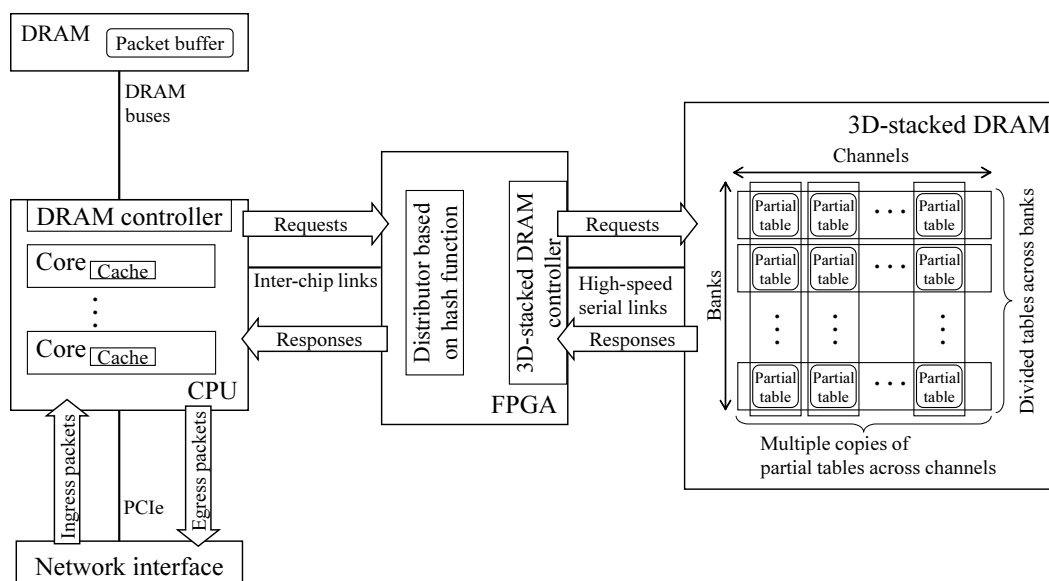 DRAM
Packet buffer
DRAM
buses
DRAM controller
Core
Cache
Core
Cache
CPU
Ingress packets
Egress packets
PCIe
Network interface
Requests
Inter-chip links
Responses
Distributor based
on hash function
3D-stacked DRAM
controller
FPGA
Requests
High-speed
serial links
Responses
3D-stacked DRAM
Channels
Banks
Partial
table
Partial
table
Partial
table
Partial
table
Partial
table
Partial
table
Partial
table
Partial
table
Partial
table
Divided tables across banks
Multiple copies of
partial tables across channels